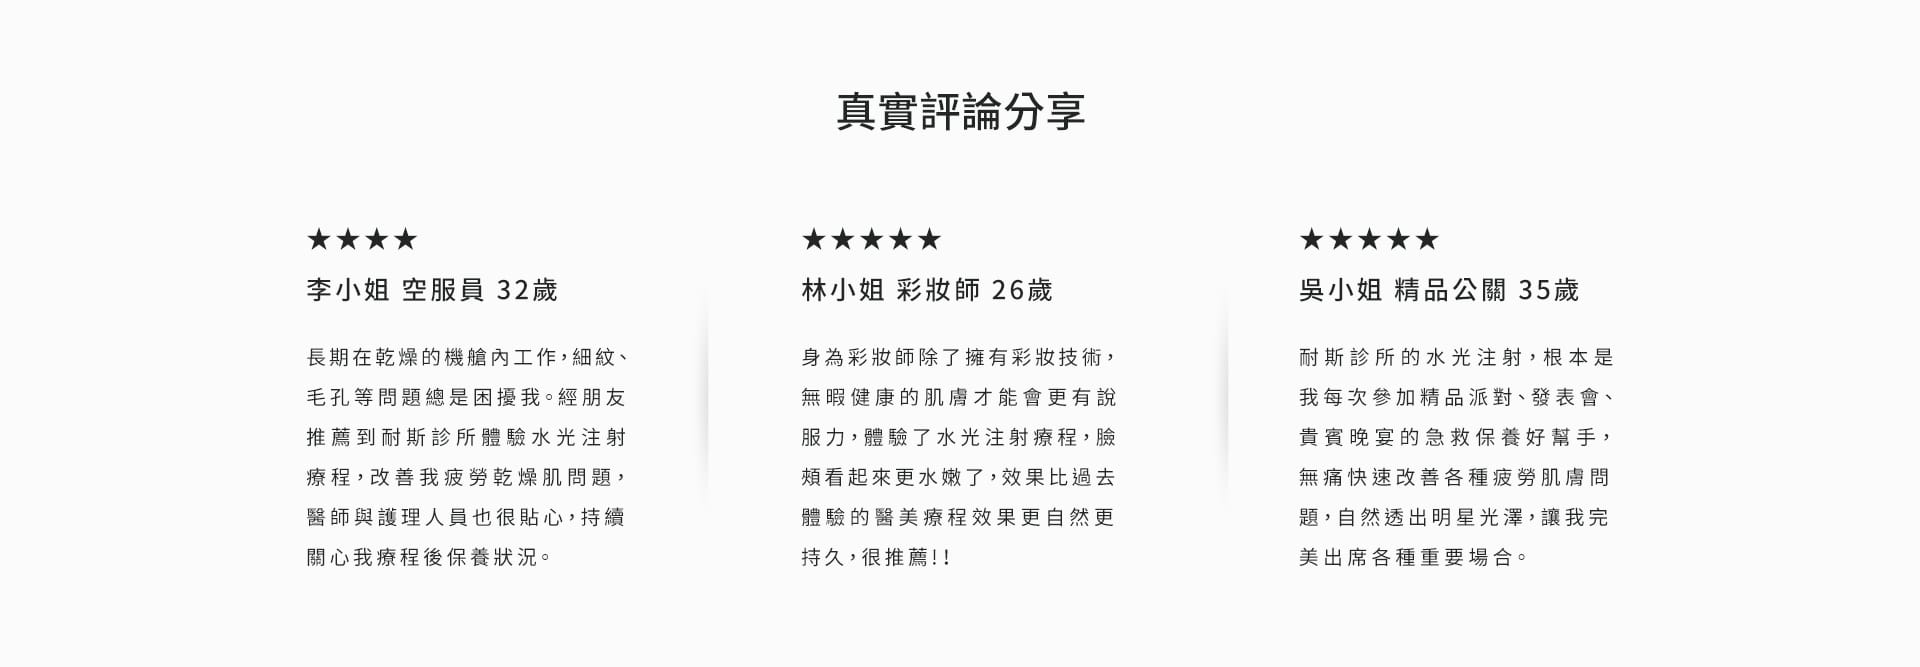 真實評論分享
★★★★
李小姐 空服員 32歲
長期在乾燥的機艙內工作，細紋、
毛孔等問題總是困擾我。經朋友
推薦到耐斯診所體驗水光注射
療程，改善我疲勞乾燥肌問題，
醫師與護理人員也很貼心，持續
關心我療程後保養狀況。
★★★★★
林小姐 彩妝師 26歲
身為彩妝師除了擁有彩妝技術，
無暇健康的肌膚才能會更有說
服力，體驗了水光注射療程，臉
頰看起來更水嫩了，效果比過去
體驗的醫美療程效果更自然更
持久，很推薦！！
★★★★★
吳小姐 精品公關 35歲
耐斯診所的水光注射，根本是
我每次參加精品派對、發表會、
貴賓晚宴的急救保養好幫手，
無痛快速改善各種疲勞肌膚問
題，自然透出明星光澤，讓我完
美出席各種重要場合。